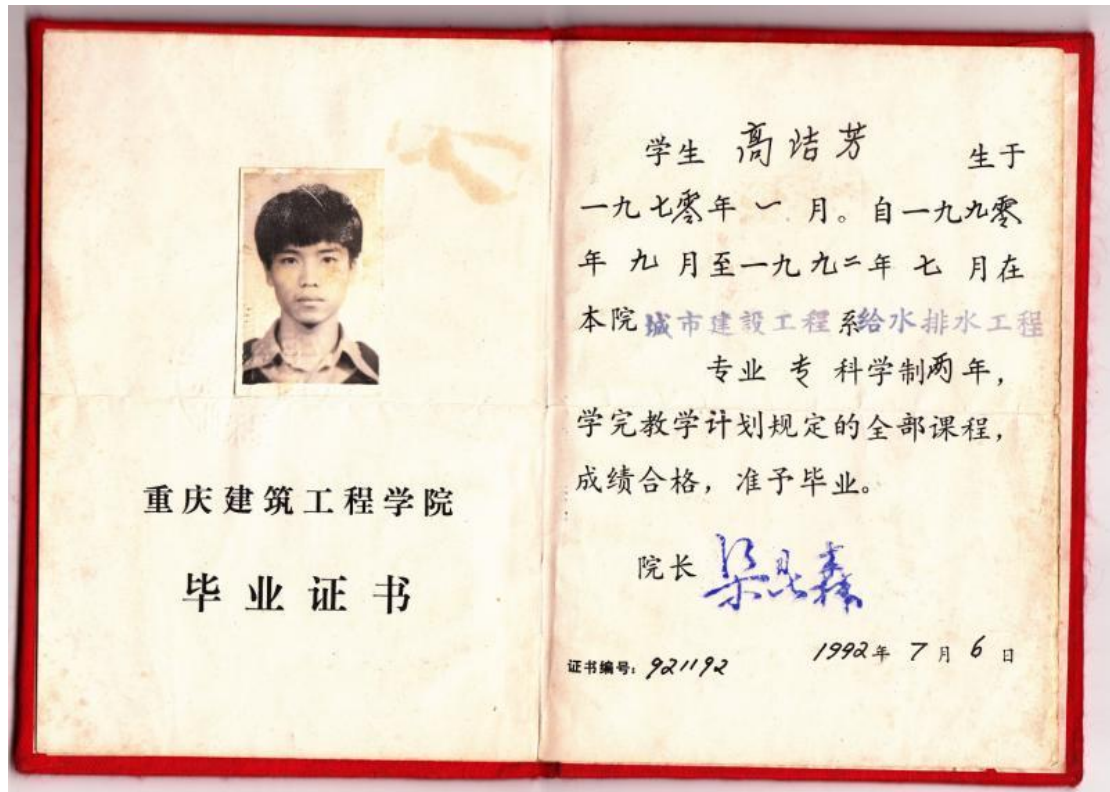 重庆建筑工程学院
毕业证书
学生 高洁芳 生于
一九七零年 一 月。自一九九零
年 九 月至一九九二年 七 月在
本院 城市建設工程 系给水排水工程
专业 专 科学制两年,
学完教学计划规定的全部课程,
成绩合格, 准予毕业。
院长
证书编号: 921192
1992年 7 月 6 日